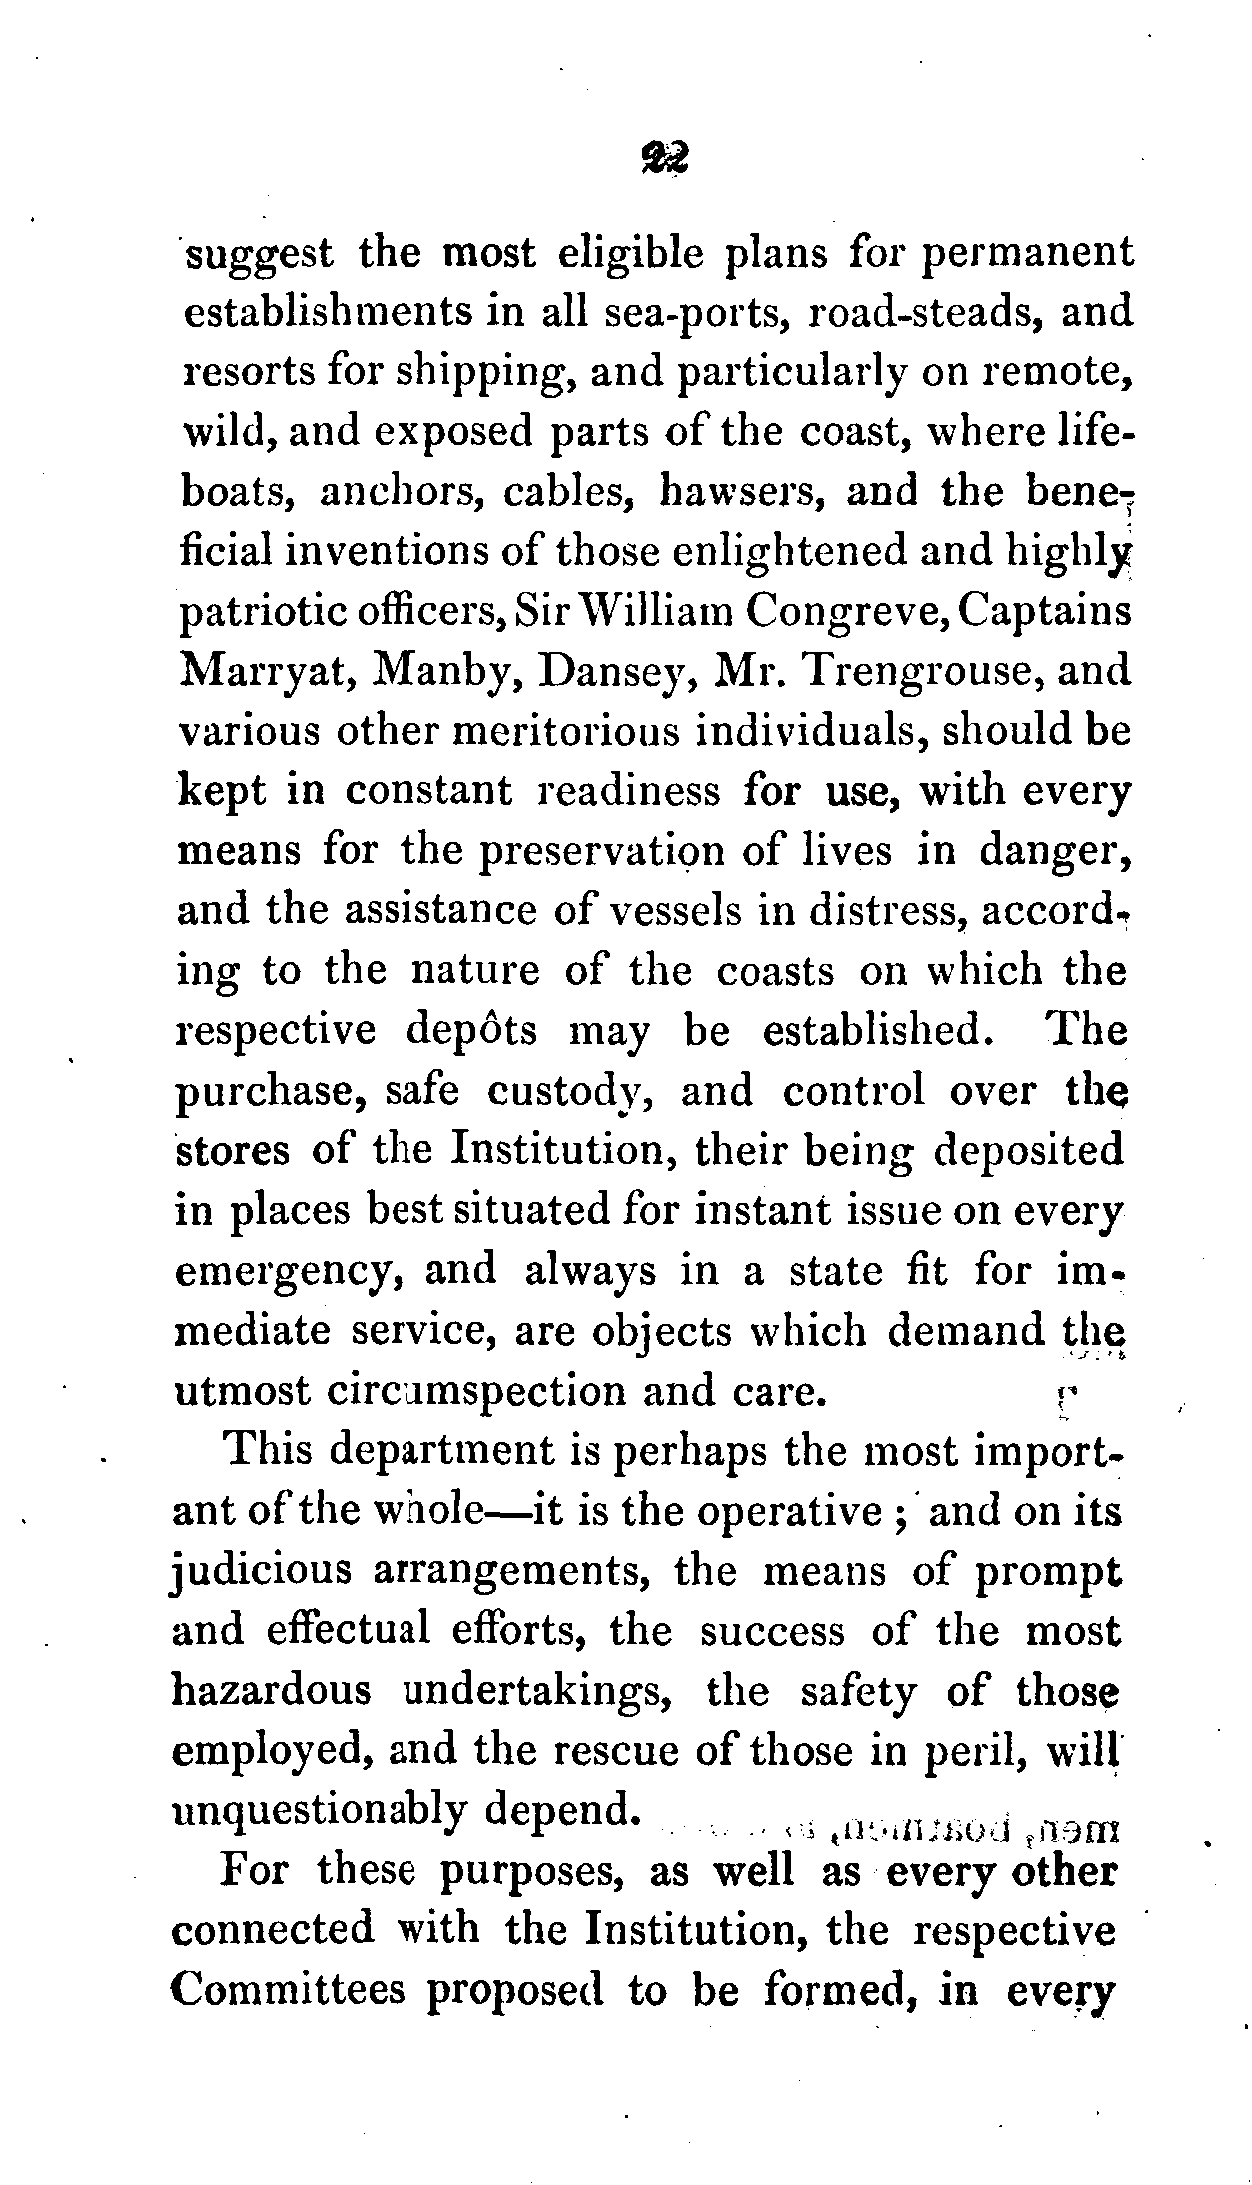 22
suggest the most eligible plans for permanent
establishments in all sea-ports, road-steads, and
resorts for shipping, and particularly on remote,
wild, and exposed parts of the coast, where life-
boats, anchors, cables, hawsers, and the bene-
ficial inventions of those enlightened and highly
patriotic officers, Sir William Congreve, Captains
Marryat, Manby, Dansey, Mr. Trengrouse, and
various other meritorious individuals, should be
kept in constant readiness for use, with every
means for the preservation of lives in danger,
and the assistance of vessels in distress, accord-
ing to the nature of the coasts on which the
respective depôts may be established. The
purchase, safe custody, and control over the
stores of the Institution, their being deposited
in places best situated for instant issue on every
emergency, and always in a state fit for im-
mediate service, are objects which demand the
utmost circumspection and care.
This department is perhaps the most import-
ant of the whole—it is the operative ; and on its
judicious arrangements, the means of prompt
and effectual efforts, the success of the most
hazardous undertakings, the safety of those
employed, and the rescue of those in peril, will
unquestionably depend.
For these purposes, as well as every other
connected with the Institution, the respective
Committees proposed to be formed, in every